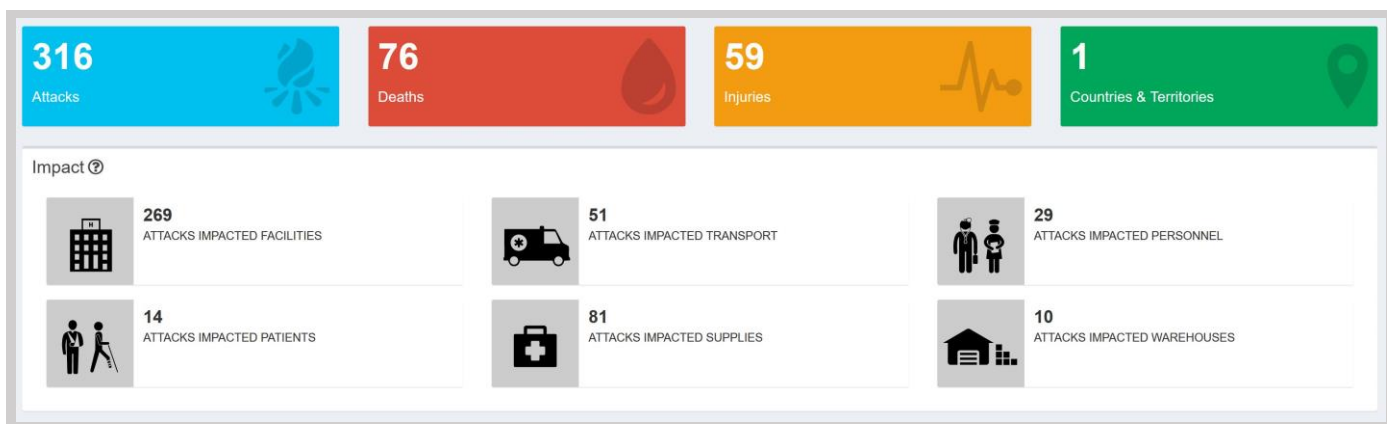 316
Attacks
76
Deaths
59
Injuries
1
Countries & Territories
Impact
269
ATTACKS IMPACTED FACILITIES
51
ATTACKS IMPACTED TRANSPORT
29
ATTACKS IMPACTED PERSONNEL
14
ATTACKS IMPACTED PATIENTS
81
ATTACKS IMPACTED SUPPLIES
10
ATTACKS IMPACTED WAREHOUSES